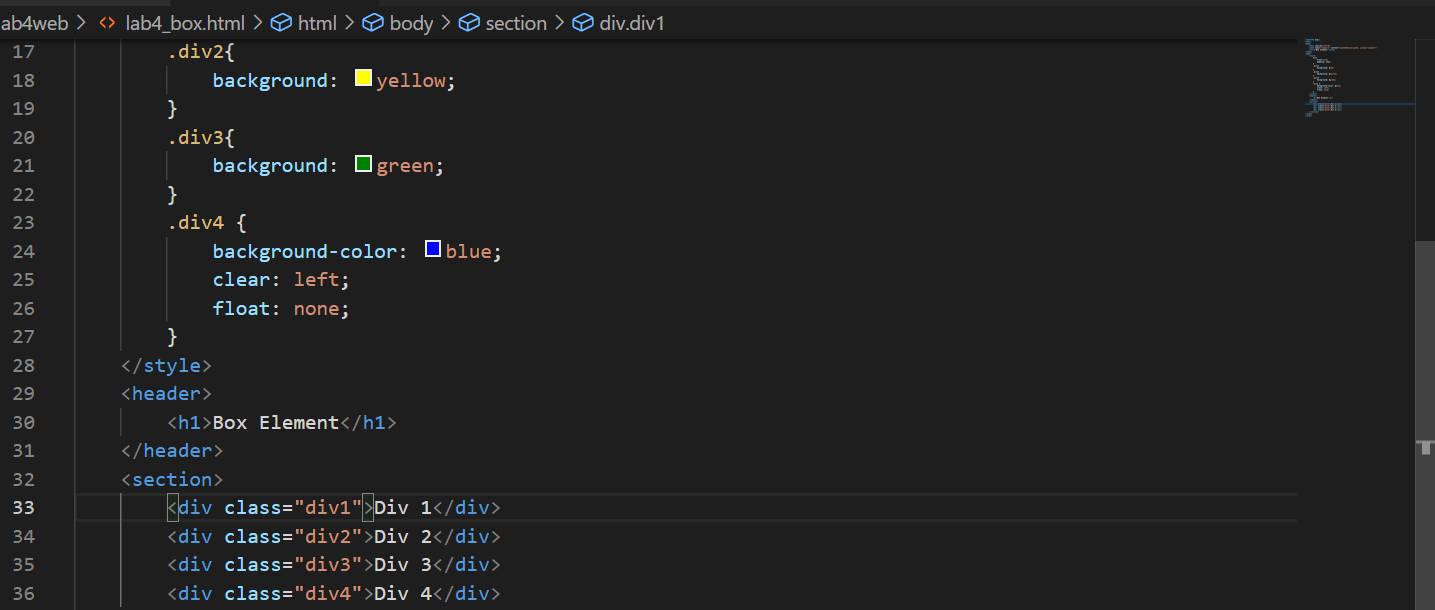 ab4web > <> lab4_box.html > html > body > section > div.div1
17 .div2{
18 background: yellow;
19 }
20 .div3{
21 background: green;
22 }
23 .div4 {
24 background-color: blue;
25 clear: left;
26 float: none;
27 }
28 </style>
29 <header>
30 <h1>Box Element</h1>
31 </header>
32 <section>
33 <div class="div1">Div 1</div>
34 <div class="div2">Div 2</div>
35 <div class="div3">Div 3</div>
36 <div class="div4">Div 4</div>